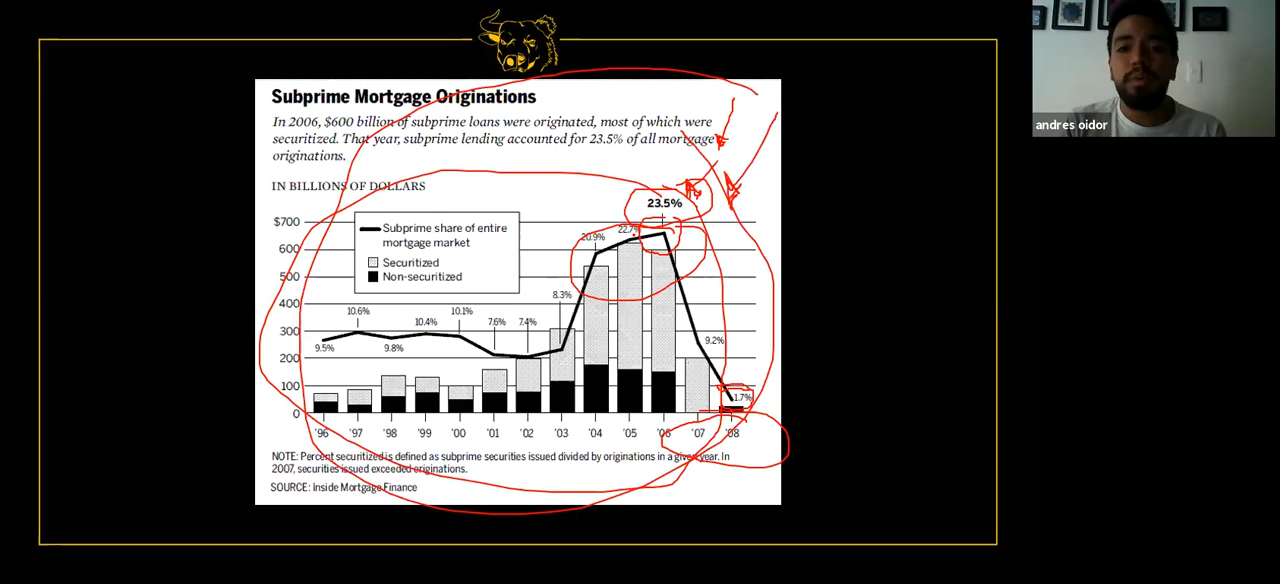 Subprime Mortgage Originations
In 2006, $600 billion of subprime loans were originated, most of which were
securitized. That year, subprime lending accounted for 23.5% of all mortgage
originations.
IN BILLIONS OF DOLLARS
$700
600
500
400
300
200
100
0
Subprime share of entire
mortgage market
Securitized
Non-securitized
9.5%
10.6%
9.8%
10.4%
10.1%
7.6%
7.4%
8.3%
20.9%
22.7%
23.5%
9.2%
1.7%
'96 '97 '98 '99 '00 '01 '02 '03 '04 '05 '06 '07 '08
NOTE: Percent securitized is defined as subprime securities issued divided by originations in a given year. In
2007, securities issued exceeded originations.
SOURCE: Inside Mortgage Finance
andres oidor